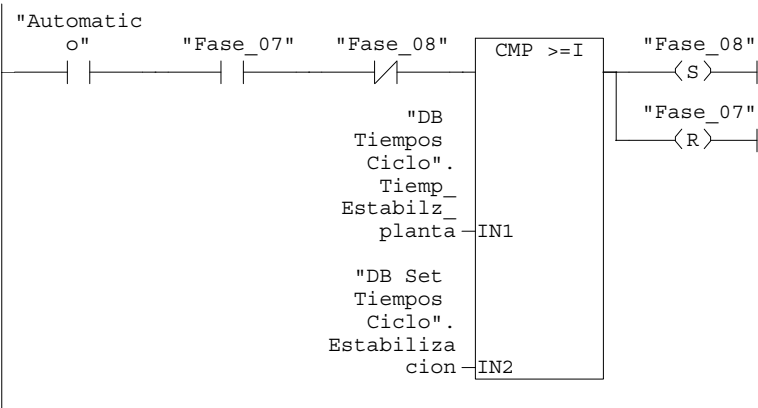 "Automatic
o"
"Fase_07"
"Fase_08"
CMP >=I
"Fase_08"
S
"Fase_07"
R
"DB
Tiempos
Ciclo".
Tiemp_
Estabilz_
planta
IN1
"DB Set
Tiempos
Ciclo".
Estabiliza
cion
IN2